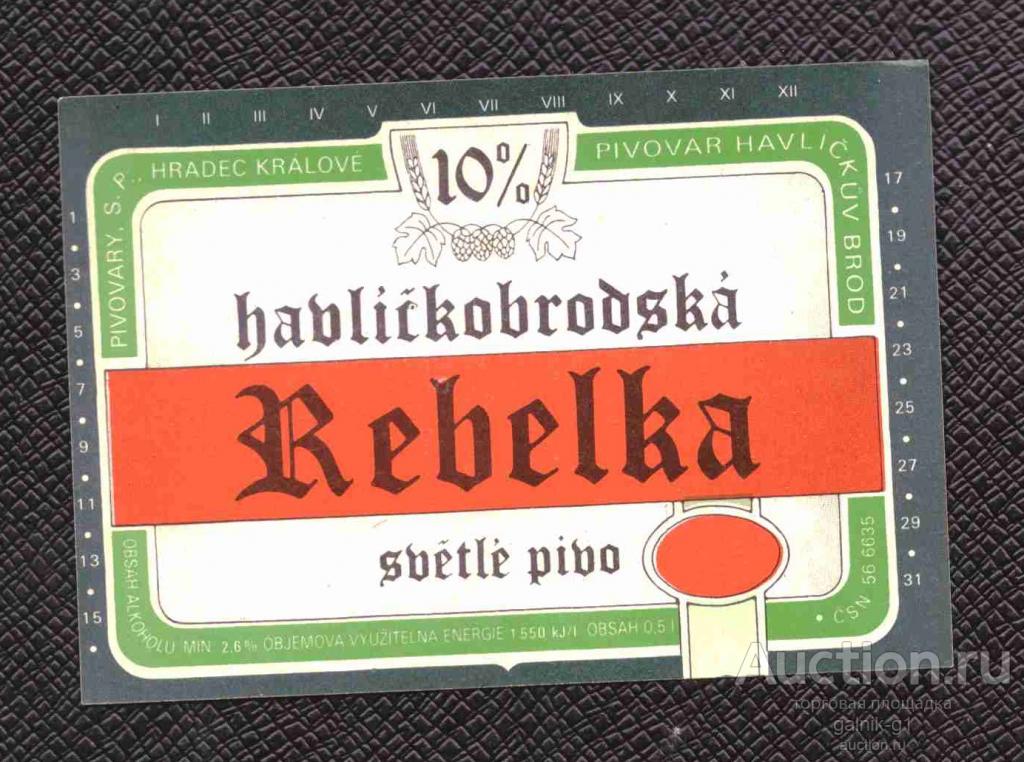 I II III IV V VI VII VIII IX X XI XII
PIVOVARY, S. P., HRADEC KRÁLOVÉ
10%
PIVOVAR HAVLÍČKŮV BROD
1
3
5
7
9
11
13
15
17
19
21
23
25
27
29
31
havlíčkobrodská
Rebelka
světlé pivo
OBSAH ALKOHOLU MIN. 2,6% OBJEMOVA VYUŽITELNA ENERGIE 1 550 kJ/l OBSAH 0,5 l
• ČSN 56 6635
Auction.ru
торговая площадка
galnik-g1
auction.ru